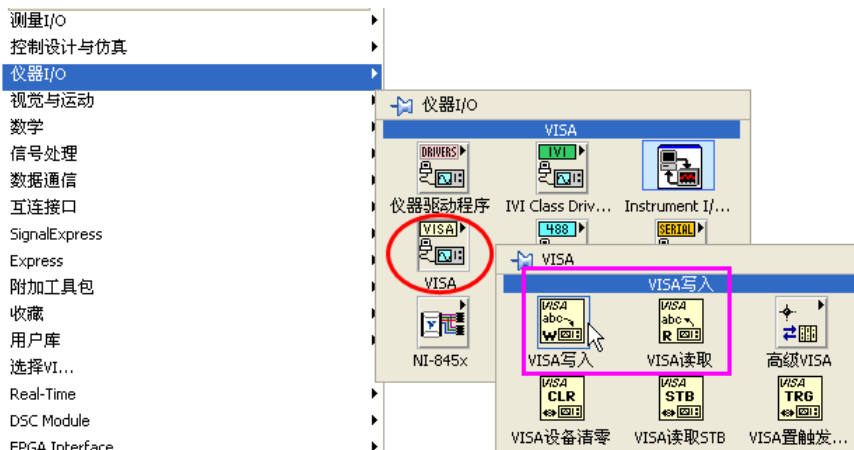 测量I/O
控制设计与仿真
仪器I/O
视觉与运动
数学
信号处理
数据通信
互连接口
SignalExpress
Express
附加工具包
收藏
用户库
选择VI...
Real-Time
DSC Module
FPGA Interface
仪器I/O
VISA
DRIVERS
IVI
仪器驱动程序
IVI Class Driv...
Instrument I/...
VISA
488
SERIAL
VISA
NI-845x
VISA
VISA写入
VISA abc W
VISA abc R
VISA写入
VISA读取
高级VISA
VISA CLR
VISA STB
VISA TRG
VISA设备清零
VISA读取STB
VISA置触发...